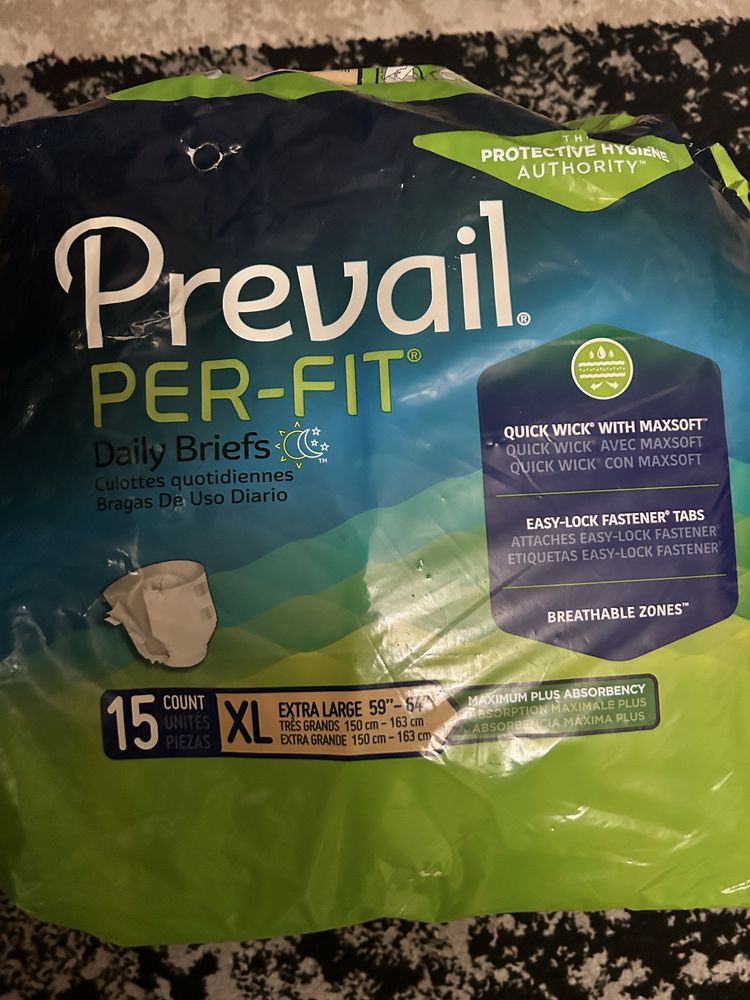 THE
PROTECTIVE HYGIENE
AUTHORITY™
Prevail®
PER-FIT®
Daily Briefs ™
Culottes quotidiennes
Bragas De Uso Diario
QUICK WICK® WITH MAXSOFT™
QUICK WICK® AVEC MAXSOFT
QUICK WICK® CON MAXSOFT
EASY-LOCK FASTENER® TABS
ATTACHES EASY-LOCK FASTENER®
ETIQUETAS EASY-LOCK FASTENER®
BREATHABLE ZONES™
15 COUNT
UNITÉS
PIEZAS
XL
EXTRA LARGE 59"- 64"
TRÈS GRANDS 150 cm – 163 cm
EXTRA GRANDE 150 cm – 163 cm
MAXIMUM PLUS ABSORBENCY
ABSORPTION MAXIMALE PLUS
ABSORBENCIA MÁXIMA PLUS